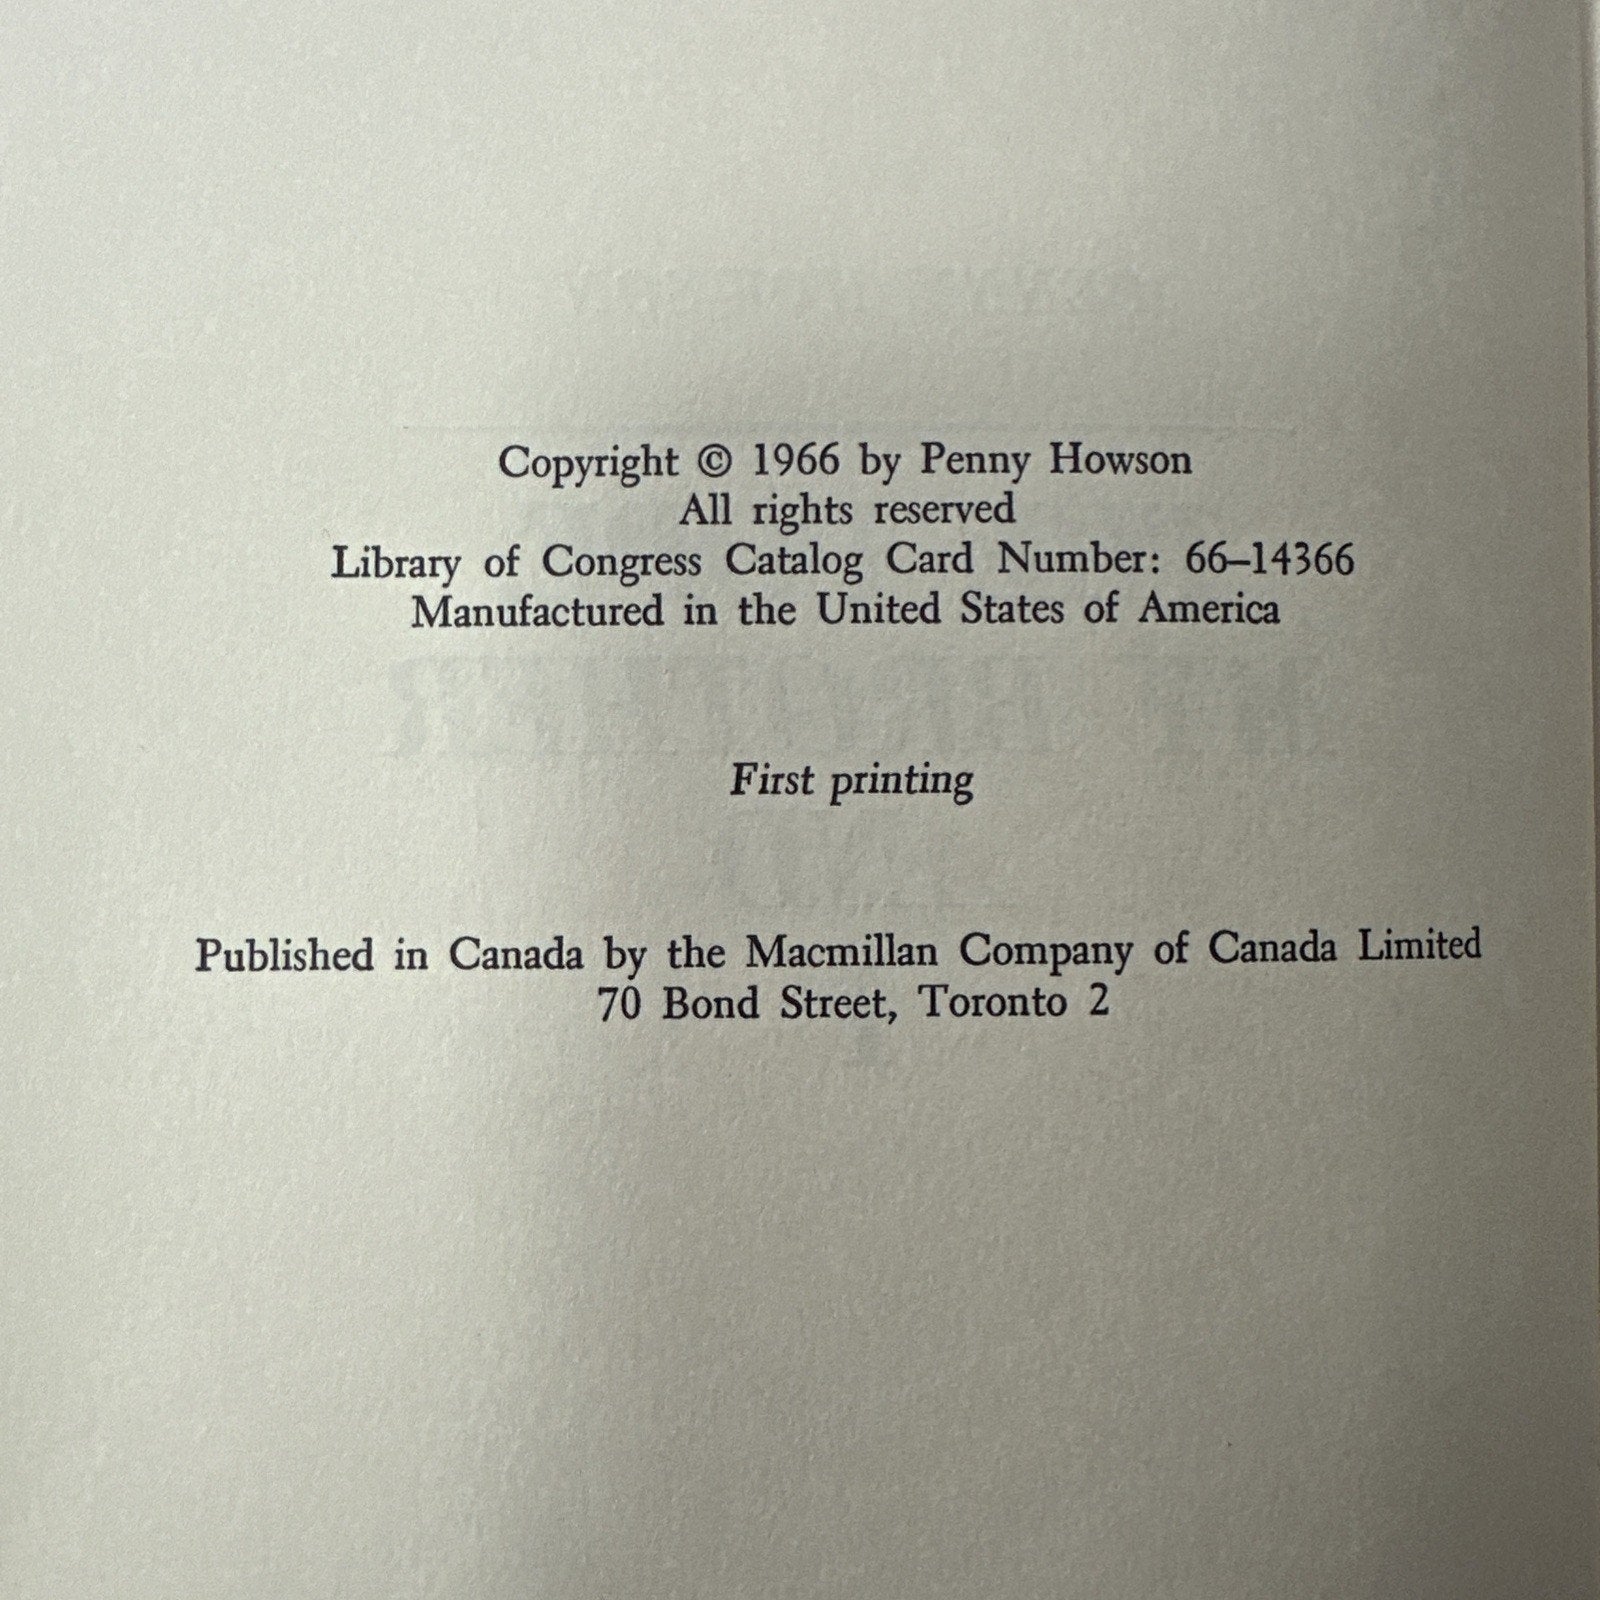 Copyright © 1966 by Penny Howson
All rights reserved
Library of Congress Catalog Card Number: 66–14366
Manufactured in the United States of America
First printing
Published in Canada by the Macmillan Company of Canada Limited
70 Bond Street, Toronto 2